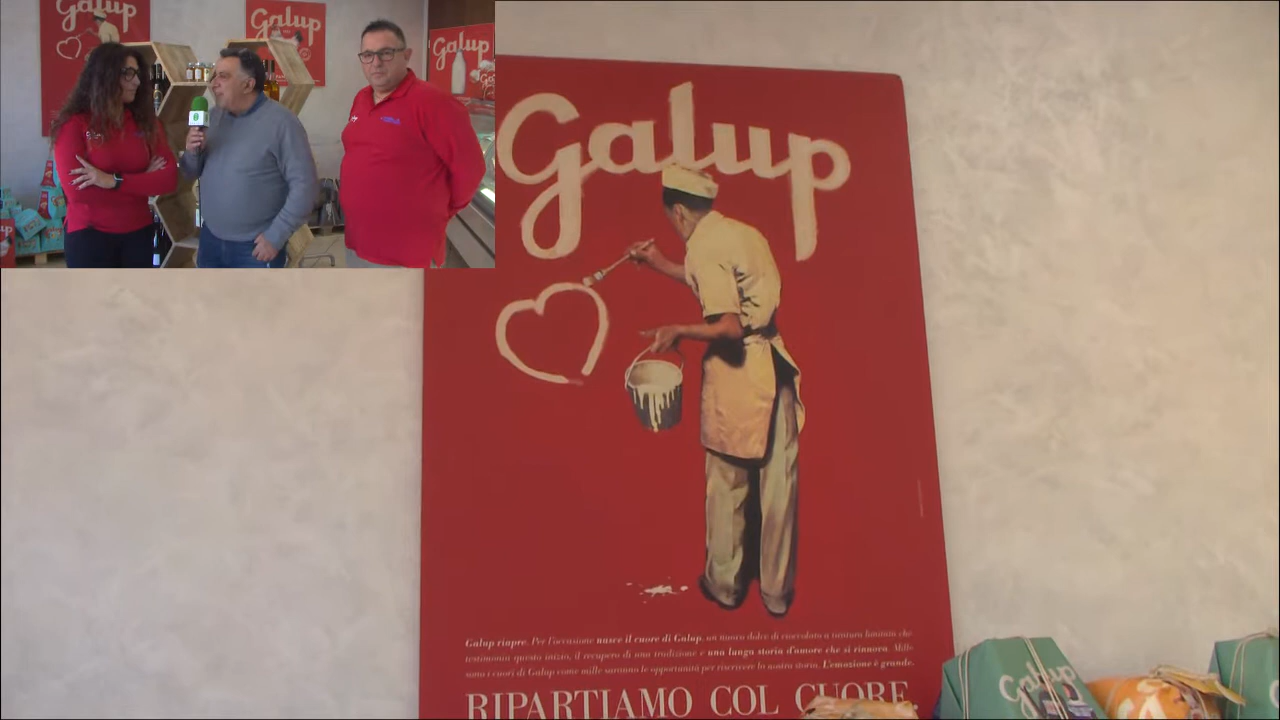 Galup
Galup
Galup
Galup
Galup riapre. Per l'occasione nasce il cuore di Galup, un nuovo dolce di cioccolato a tiratura limitata che
testimonia questo inizio, il recupero di una tradizione e una lunga storia d'amore che si rinnova. Mille
sono i cuori di Galup come mille saranno le opportunità per riscrivere la nostra storia. L'emozione è grande.
RIPARTIAMO COL CUORE.
Galup